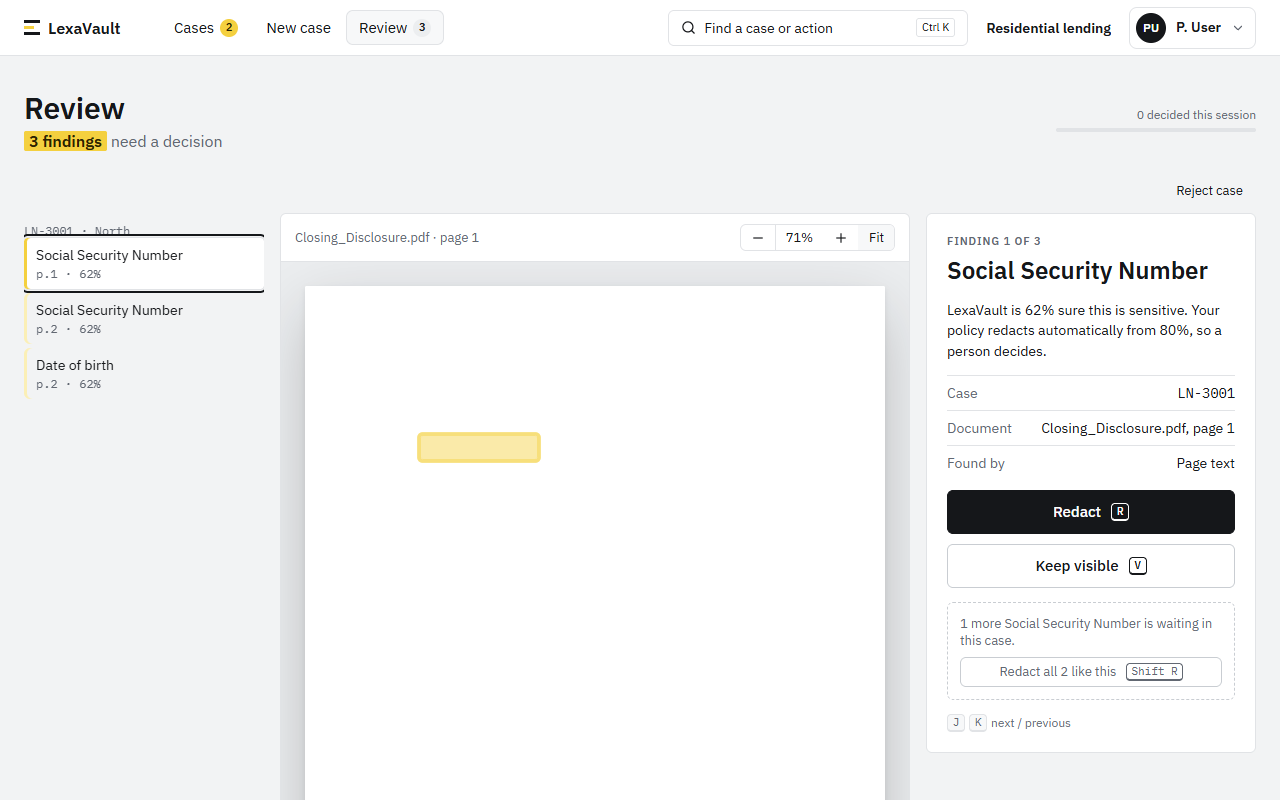 LexaVault
Cases 2
New case
Review 3
Find a case or action
Ctrl K
Residential lending
PU
P. User
Review
3 findings need a decision
0 decided this session
Reject case
LN-3001 · North
Social Security Number
p.1 · 62%
Social Security Number
p.2 · 62%
Date of birth
p.2 · 62%
Closing_Disclosure.pdf · page 1
− 71% + Fit
FINDING 1 OF 3
Social Security Number
LexaVault is 62% sure this is sensitive. Your
policy redacts automatically from 80%, so a
person decides.
Case LN-3001
Document Closing_Disclosure.pdf, page 1
Found by Page text
Redact R
Keep visible V
1 more Social Security Number is waiting in
this case.
Redact all 2 like this Shift R
J K next / previous